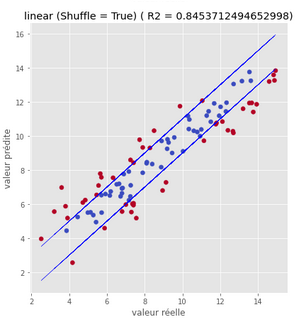 linear (Shuffle = True) ( R2 = 0.8453712494652998)
16
14
12
10
8
6
4
2
valeur prédite
2 4 6 8 10 12 14
valeur réelle